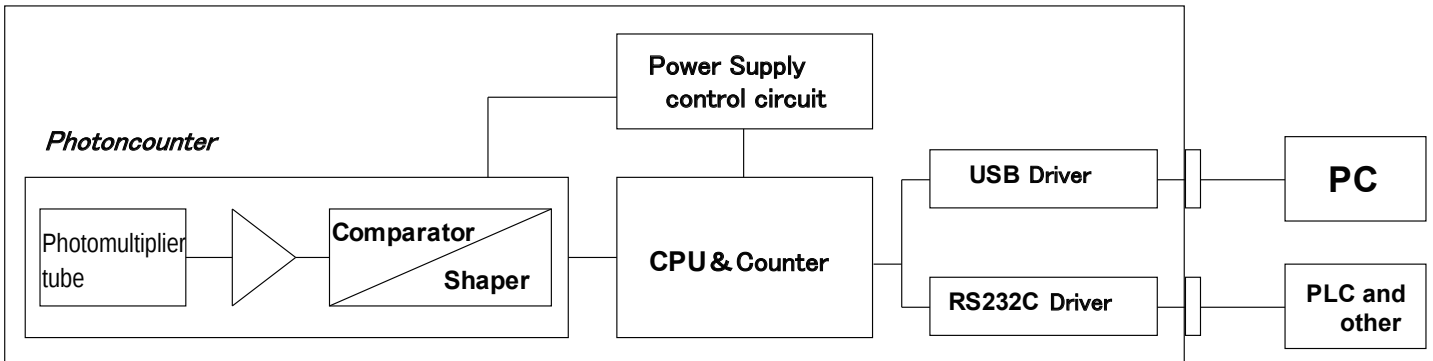 Power Supply
control circuit
Photoncounter
Photomultiplier
tube
Comparator
Shaper
CPU & Counter
USB Driver
RS232C Driver
PC
PLC and
other